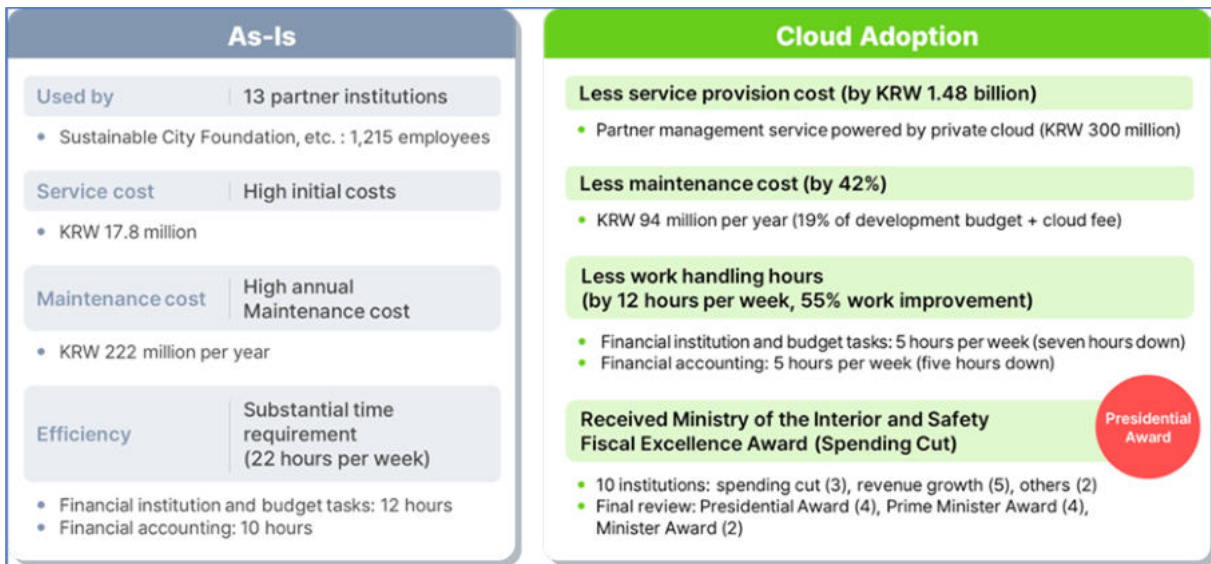 As-Is
Used by 13 partner institutions
• Sustainable City Foundation, etc. : 1,215 employees
Service cost High initial costs
• KRW 17.8 million
Maintenance cost High annual
Maintenance cost
• KRW 222 million per year
Efficiency Substantial time
requirement
(22 hours per week)
• Financial institution and budget tasks: 12 hours
• Financial accounting: 10 hours
Cloud Adoption
Less service provision cost (by KRW 1.48 billion)
• Partner management service powered by private cloud (KRW 300 million)
Less maintenance cost (by 42%)
• KRW 94 million per year (19% of development budget + cloud fee)
Less work handling hours
(by 12 hours per week, 55% work improvement)
• Financial institution and budget tasks: 5 hours per week (seven hours down)
• Financial accounting: 5 hours per week (five hours down)
Received Ministry of the Interior and Safety
Fiscal Excellence Award (Spending Cut)
Presidential
Award
• 10 institutions: spending cut (3), revenue growth (5), others (2)
• Final review: Presidential Award (4), Prime Minister Award (4),
Minister Award (2)